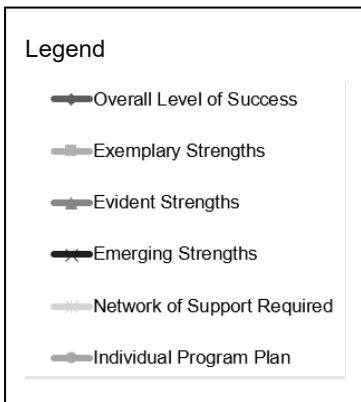 Legend
Overall Level of Success
Exemplary Strengths
Evident Strengths
Emerging Strengths
Network of Support Required
Individual Program Plan